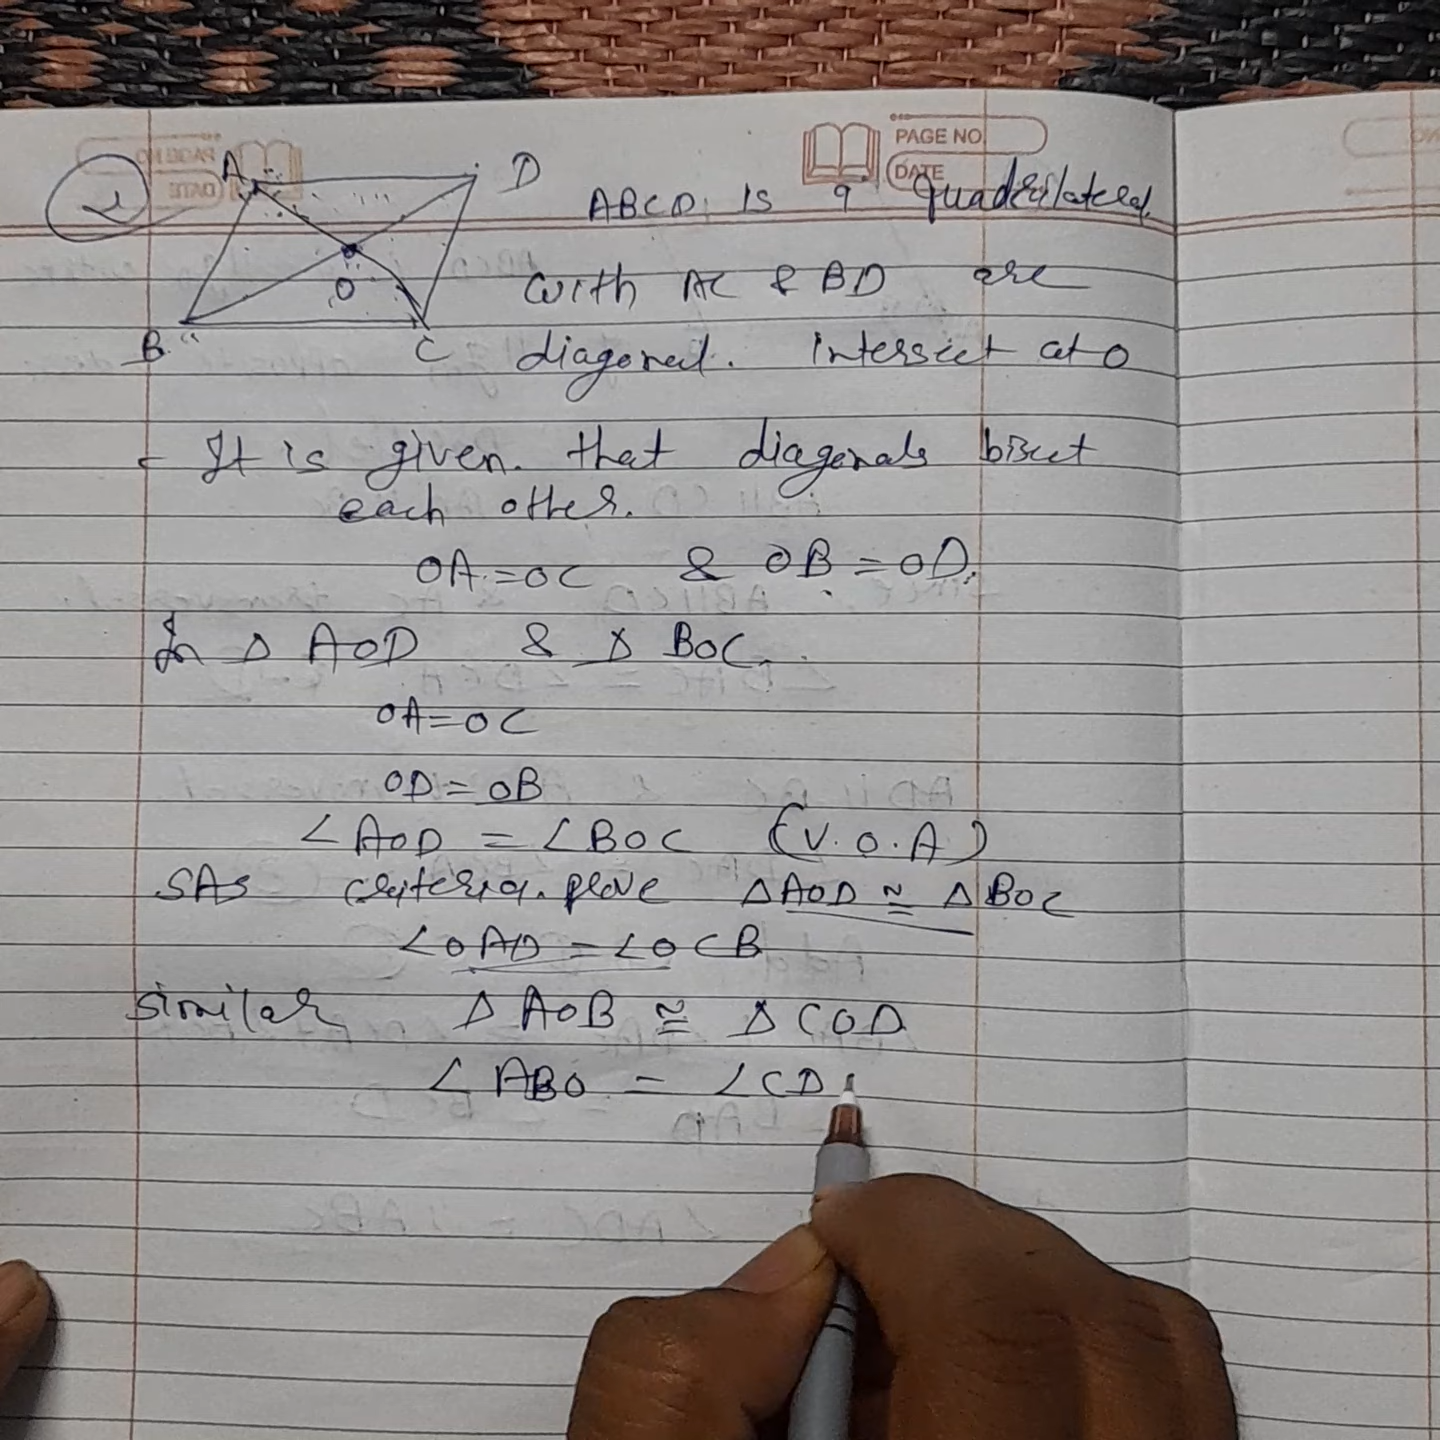 2
A
D
PAGE NO.
DATE
ABCD is a quadrilateral
with AC & BD are
O
B
C
diagonal. Intersect at O
It is given that diagonals bisect
each other.
OA = OC & OB = OD.
In Δ AOD & Δ BOC
OA = OC
OD = OB
∠AOD = ∠BOC (V.O.A)
SAS criteria. prove ΔAOD ≅ ΔBOC
∠OAD = ∠OCB
similar Δ AOB ≅ Δ COD
∠ ABO = ∠CD